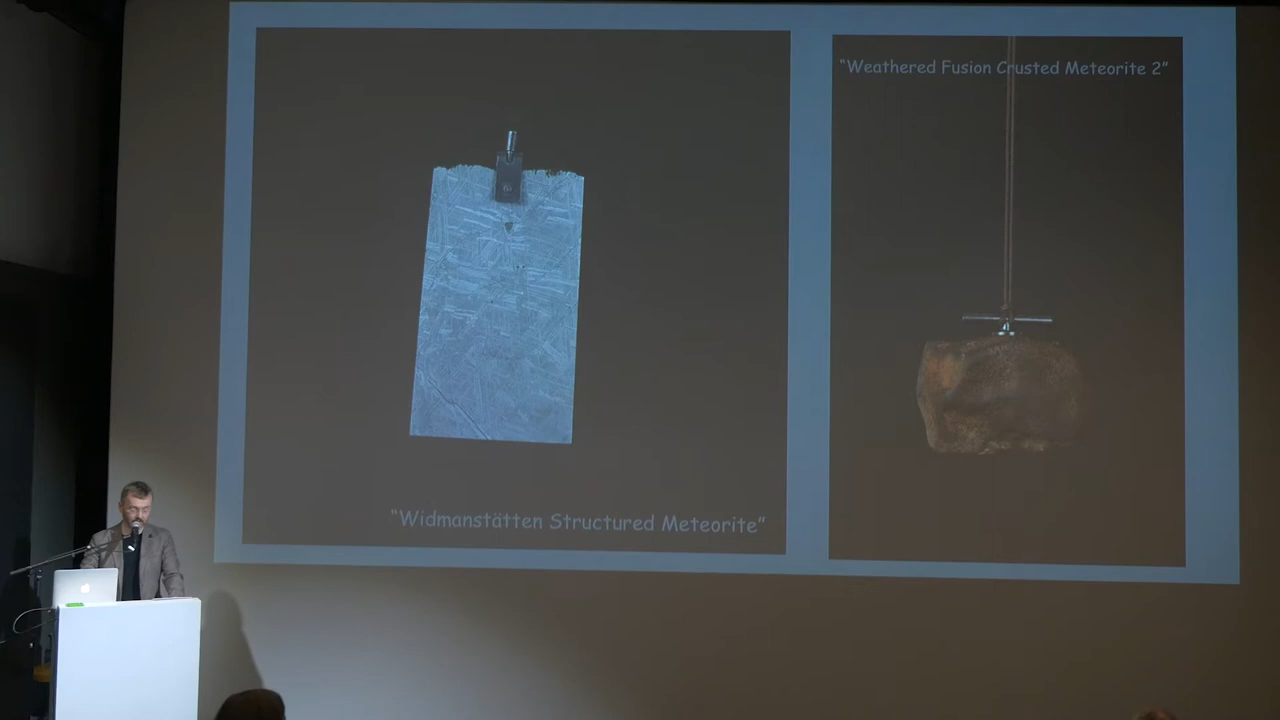 “Weathered Fusion Crusted Meteorite 2”
“Widmanstätten Structured Meteorite”